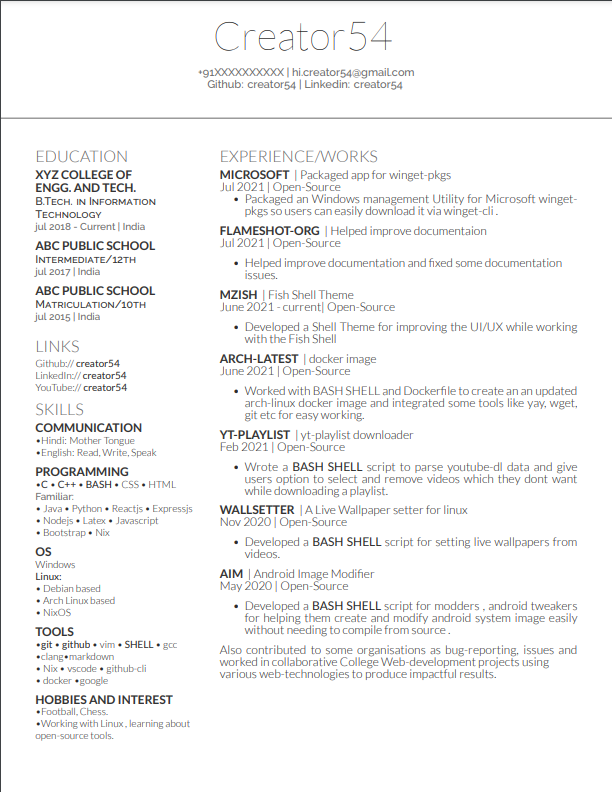 Creator54
+91XXXXXXXXXX | hi.creator54@gmail.com
Github: creator54 | Linkedin: creator54
EDUCATION
XYZ COLLEGE OF
ENGG. AND TECH.
B.Tech. in Information
Technology
jul 2018 - Current | India
ABC PUBLIC SCHOOL
Intermediate/12th
jul 2017 | India
ABC PUBLIC SCHOOL
Matriculation/10th
jul 2015 | India
LINKS
Github:// creator54
LinkedIn:// creator54
YouTube:// creator54
SKILLS
COMMUNICATION
•Hindi: Mother Tongue
•English: Read, Write, Speak
PROGRAMMING
•C • C++ • BASH • CSS • HTML
Familiar:
• Java • Python • Reactjs • Expressjs
• Nodejs • Latex • Javascript
• Bootstrap • Nix
OS
Windows
Linux:
• Debian based
• Arch Linux based
• NixOS
TOOLS
•git • github • vim • SHELL • gcc
•clang•markdown
• Nix • vscode • github-cli
• docker •google
HOBBIES AND INTEREST
•Football, Chess.
•Working with Linux , learning about
open-source tools.
EXPERIENCE/WORKS
MICROSOFT | Packaged app for winget-pkgs
Jul 2021 | Open-Source
• Packaged an Windows management Utility for Microsoft winget-
pkgs so users can easily download it via winget-cli .
FLAMESHOT-ORG | Helped improve documentaion
Jul 2021 | Open-Source
• Helped improve documentation and fixed some documentation
issues.
MZISH | Fish Shell Theme
June 2021 - current| Open-Source
• Developed a Shell Theme for improving the UI/UX while working
with the Fish Shell
ARCH-LATEST | docker image
June 2021 | Open-Source
• Worked with BASH SHELL and Dockerfile to create an an updated
arch-linux docker image and integrated some tools like yay, wget,
git etc for easy working.
YT-PLAYLIST | yt-playlist downloader
Feb 2021 | Open-Source
• Wrote a BASH SHELL script to parse youtube-dl data and give
users option to select and remove videos which they dont want
while downloading a playlist.
WALLSETTER | A Live Wallpaper setter for linux
Nov 2020 | Open-Source
• Developed a BASH SHELL script for setting live wallpapers from
videos.
AIM | Android Image Modifier
May 2020 | Open-Source
• Developed a BASH SHELL script for modders , android tweakers
for helping them create and modify android system image easily
without needing to compile from source .
Also contributed to some organisations as bug-reporting, issues and
worked in collaborative College Web-development projects using
various web-technologies to produce impactful results.